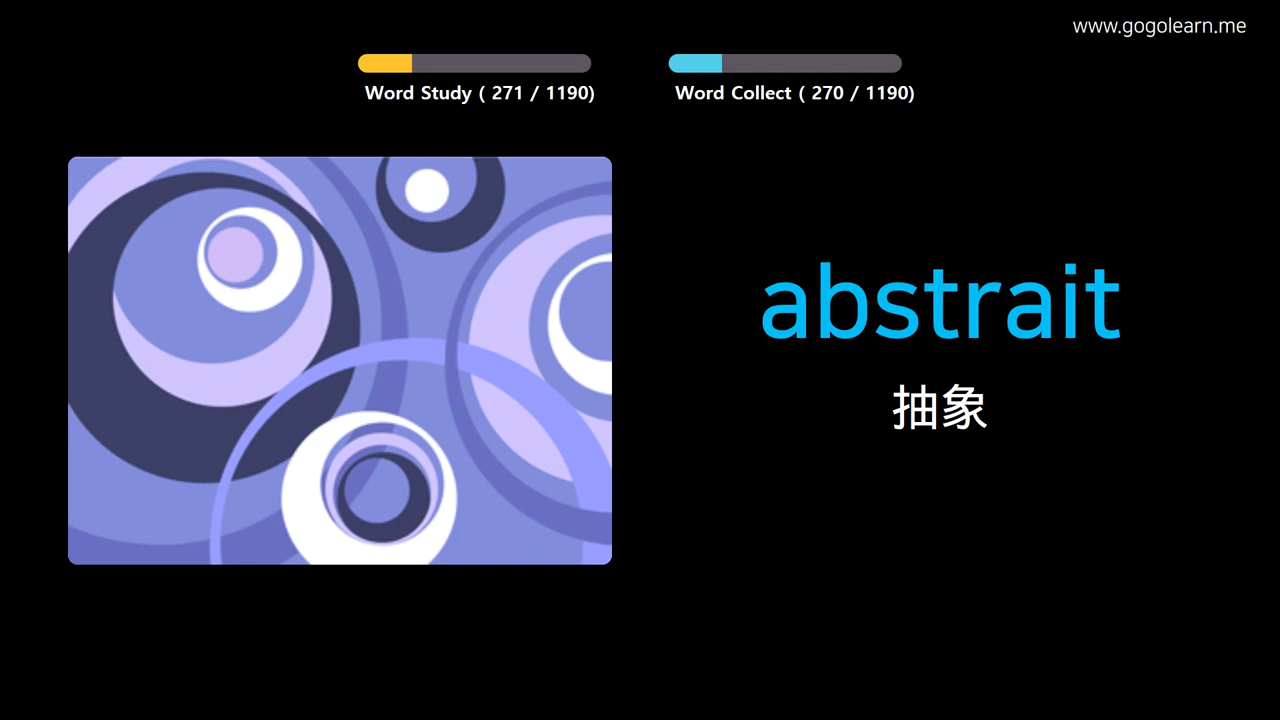 www.gogolearn.me
Word Study ( 271 / 1190)
Word Collect ( 270 / 1190)
abstrait
抽象